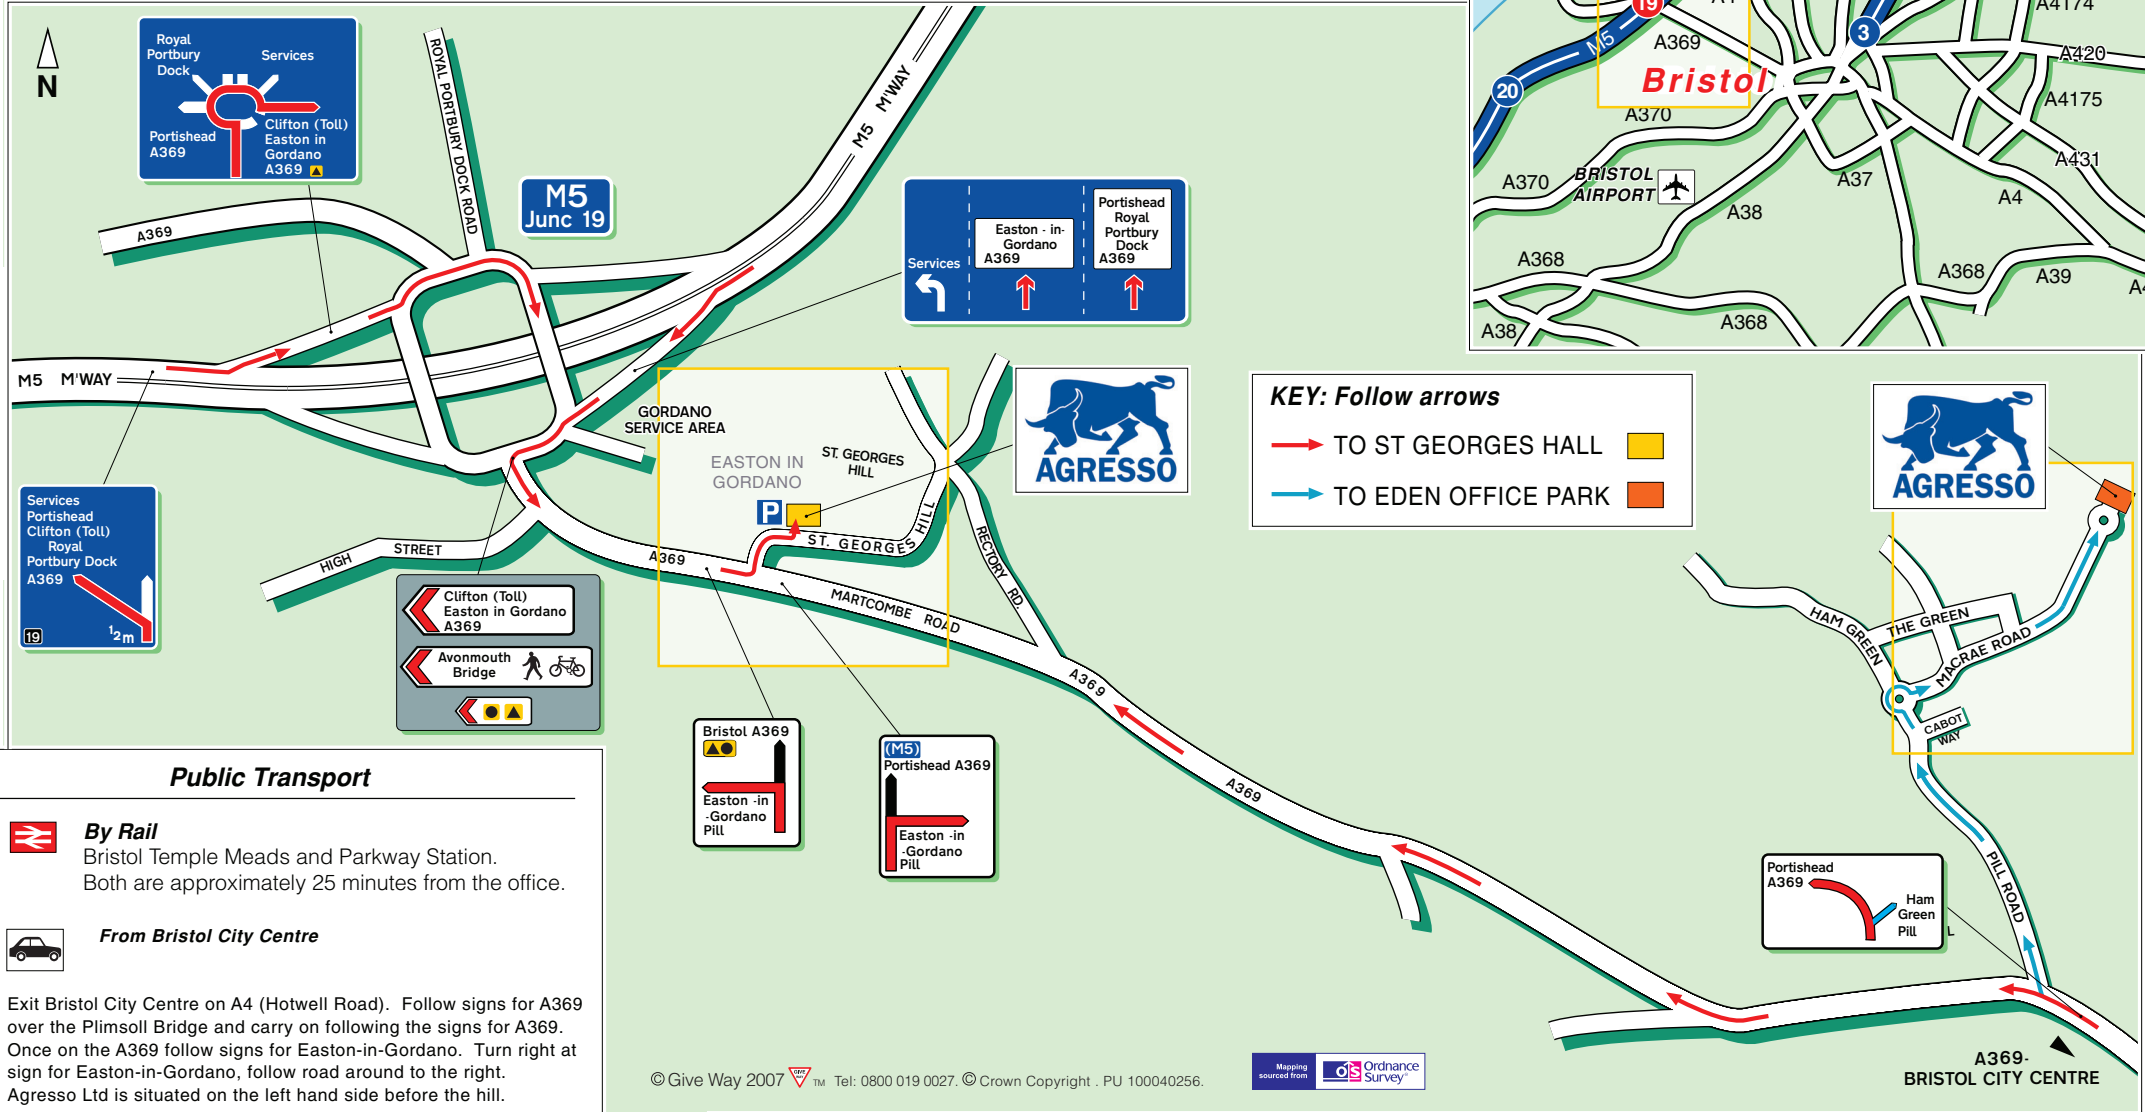 N
Royal
Portbury
Dock
Services
Portishead
A369
Clifton (Toll)
Easton in
Gordano
A369
ROYAL PORTBURY DOCK ROAD
A369
M5
Junc 19
M5 M'WAY
M5 M'WAY
Services
Easton - in-
Gordano
A369
Portishead
Royal
Portbury
Dock
A369
Services
Portishead
Clifton (Toll)
Royal
Portbury Dock
A369
19
½m
HIGH STREET
Clifton (Toll)
Easton in Gordano
A369
Avonmouth
Bridge
GORDANO
SERVICE AREA
EASTON IN
GORDANO
ST. GEORGES
HILL
P
ST. GEORGES HILL
A369
MARTCOMBE ROAD
RECTORY RD.
AGRESSO
KEY: Follow arrows
TO ST GEORGES HALL
TO EDEN OFFICE PARK
AGRESSO
HAM GREEN
THE GREEN
MACRAE ROAD
CABOT
WAY
PILL ROAD
Portishead
A369
Ham
Green
Pill
L
A369
A369
Bristol A369
Easton -in
-Gordano
Pill
(M5)
Portishead A369
Easton -in
-Gordano
Pill
A369-
BRISTOL CITY CENTRE
19
A4174
M5
A369
3
A420
Bristol
20
A4175
A370
A431
A370
BRISTOL
AIRPORT
A37
A4
A38
A368
A368
A39
A4
A38
A368
Public Transport
By Rail
Bristol Temple Meads and Parkway Station.
Both are approximately 25 minutes from the office.
From Bristol City Centre
Exit Bristol City Centre on A4 (Hotwell Road). Follow signs for A369
over the Plimsoll Bridge and carry on following the signs for A369.
Once on the A369 follow signs for Easton-in-Gordano. Turn right at
sign for Easton-in-Gordano, follow road around to the right.
Agresso Ltd is situated on the left hand side before the hill.
© Give Way 2007 GIVE WAY TM Tel: 0800 019 0027. © Crown Copyright . PU 100040256.
Mapping
sourced from
OS Ordnance
Survey